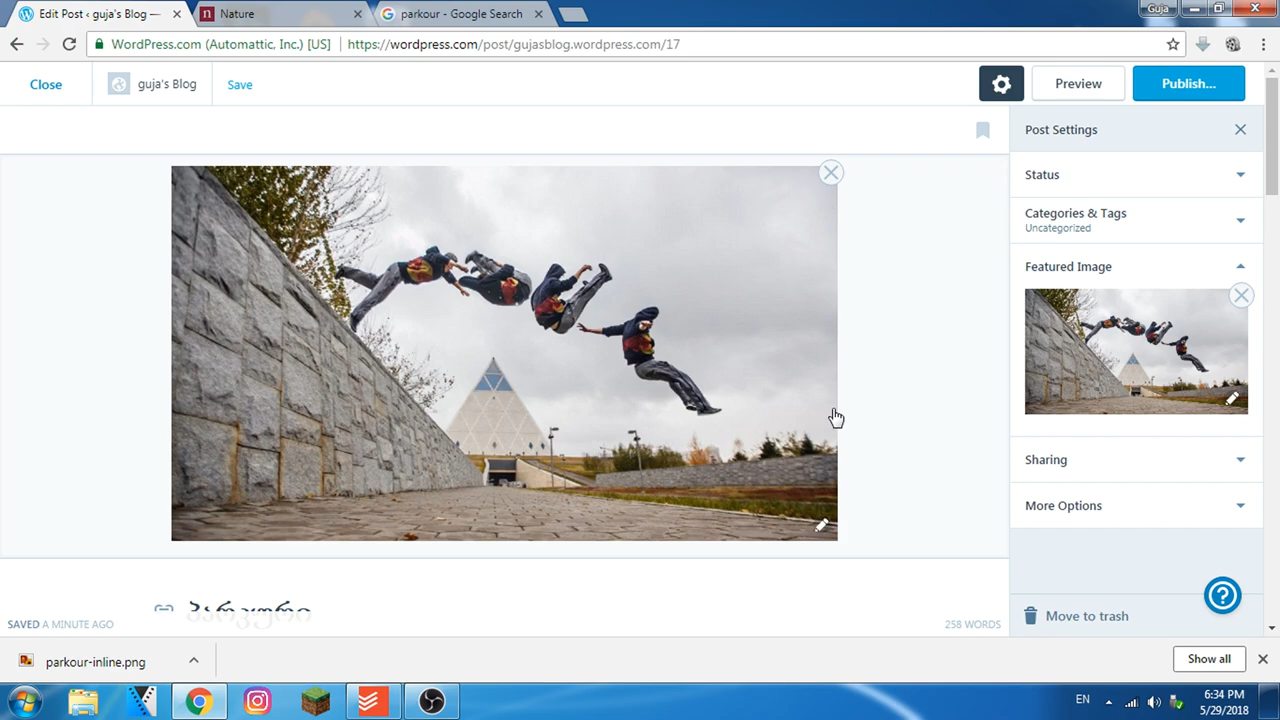 Edit Post ‹ guja's Blog —
Nature
parkour - Google Search
Guja
WordPress.com (Automattic, Inc.) [US]
https://wordpress.com/post/gujasblog.wordpress.com/17
Close
guja's Blog
Save
Preview
Publish...
Post Settings
Status
Categories & Tags
Uncategorized
Featured Image
Sharing
More Options
Move to trash
პარკური
SAVED A MINUTE AGO
258 WORDS
parkour-inline.png
Show all
EN
6:34 PM
5/29/2018